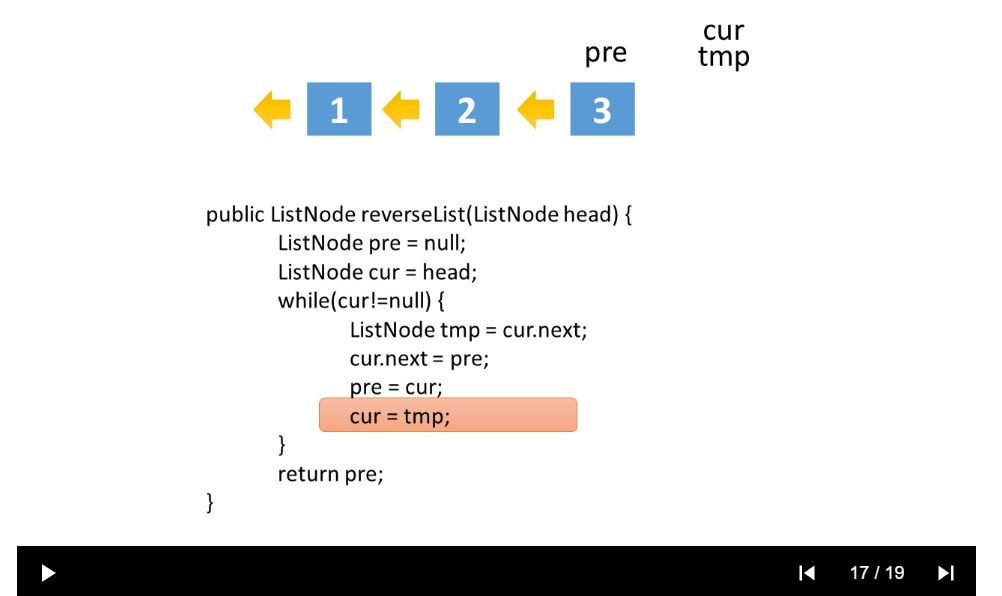 cur
pre tmp
1 2 3
public ListNode reverseList(ListNode head) {
ListNode pre = null;
ListNode cur = head;
while(cur!=null) {
ListNode tmp = cur.next;
cur.next = pre;
pre = cur;
cur = tmp;
}
return pre;
}
17 / 19